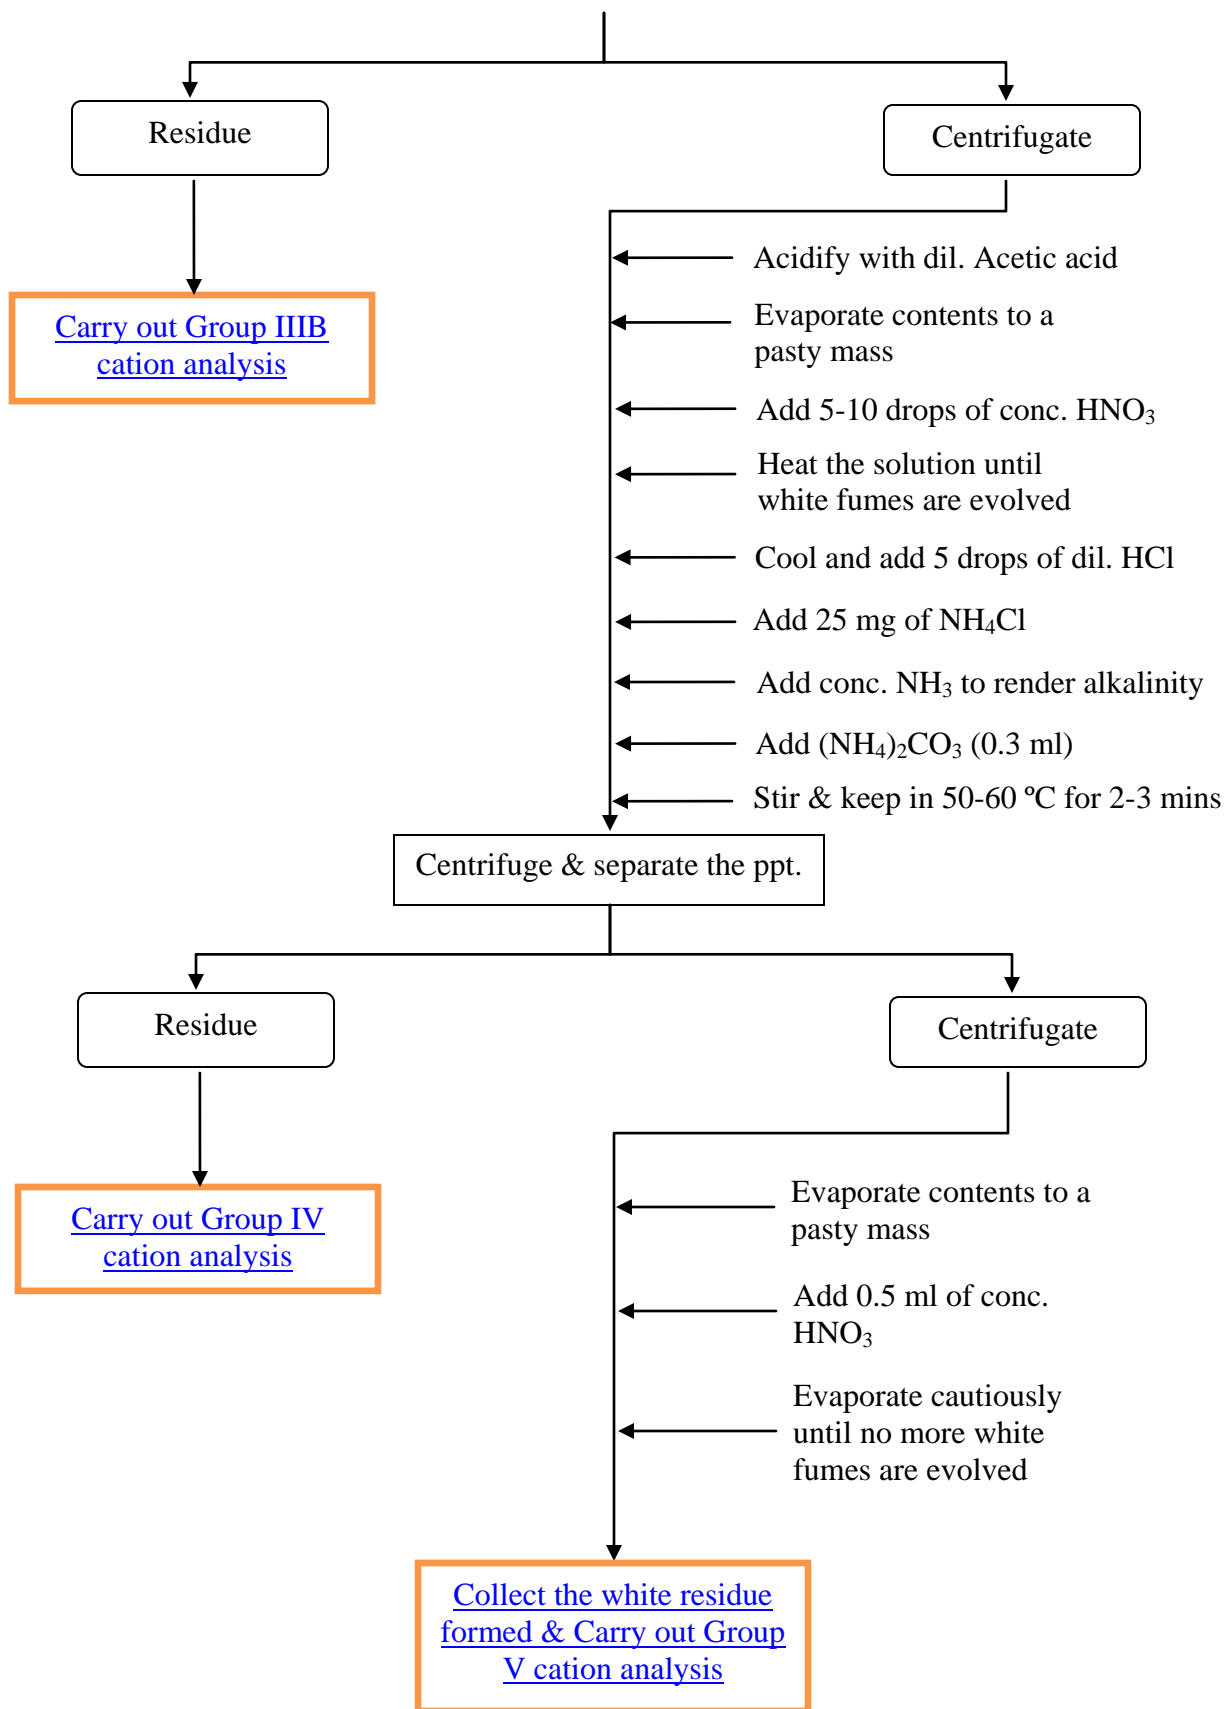 Residue
Centrifugate
Acidify with dil. Acetic acid
Evaporate contents to a
pasty mass
Carry out Group IIIB
cation analysis
Add 5-10 drops of conc. HNO₃
Heat the solution until
white fumes are evolved
Cool and add 5 drops of dil. HCl
Add 25 mg of NH₄Cl
Add conc. NH₃ to render alkalinity
Add (NH₄)₂CO₃ (0.3 ml)
Stir & keep in 50-60 ºC for 2-3 mins
Centrifuge & separate the ppt.
Residue
Centrifugate
Carry out Group IV
cation analysis
Evaporate contents to a
pasty mass
Add 0.5 ml of conc.
HNO₃
Evaporate cautiously
until no more white
fumes are evolved
Collect the white residue
formed & Carry out Group
V cation analysis